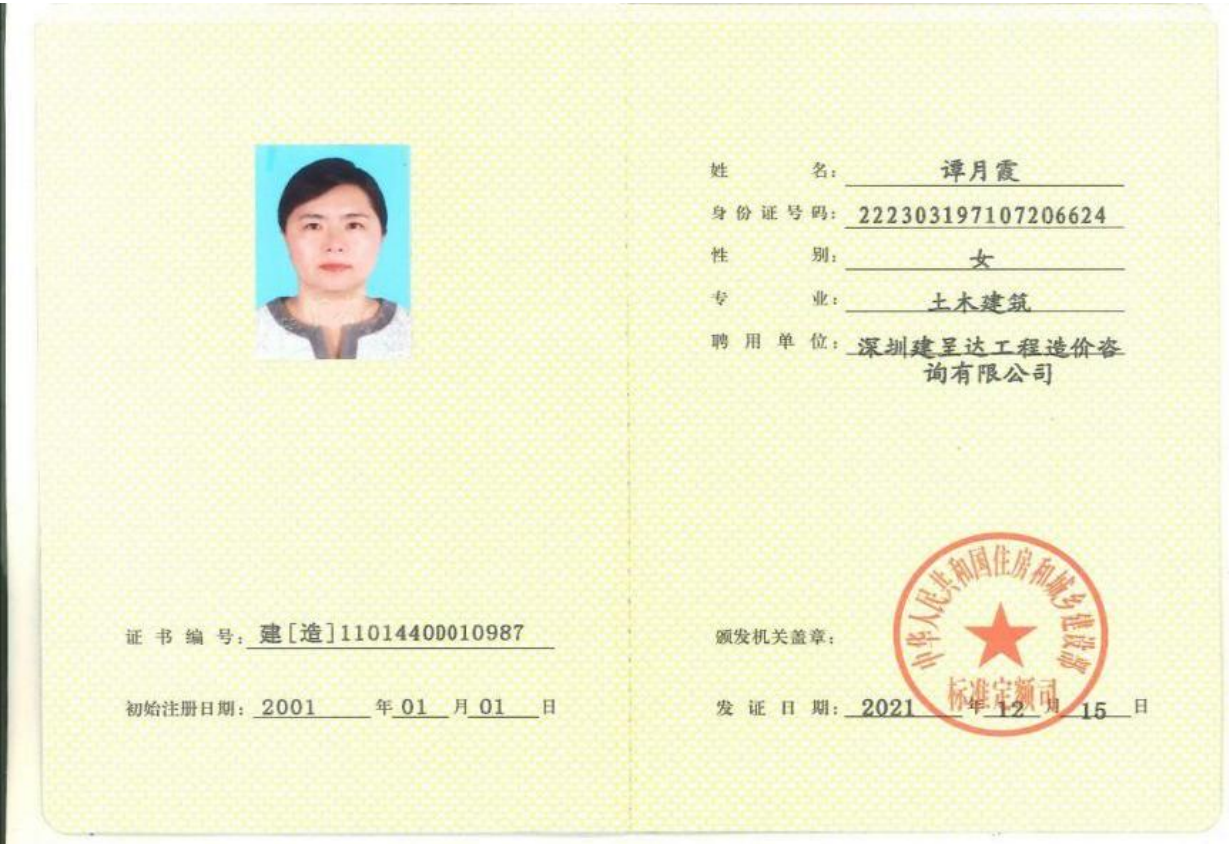 姓名：谭月霞
身份证号码：222303197107206624
性别：女
专业：土木建筑
聘用单位：深圳建呈达工程造价咨
询有限公司
证书编号：建[造]11014400010987
初始注册日期：2001年01月01日
颁发机关盖章：
中华人民共和国住房和城乡建设部
标准定额司
发证日期：2021年12月15日